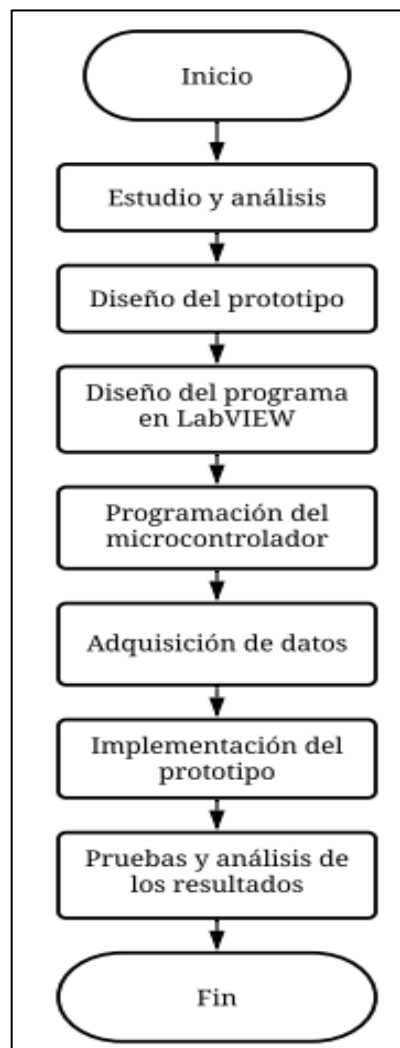 Inicio
Estudio y análisis
Diseño del prototipo
Diseño del programa
en LabVIEW
Programación del
microcontrolador
Adquisición de datos
Implementación del
prototipo
Pruebas y análisis de
los resultados
Fin